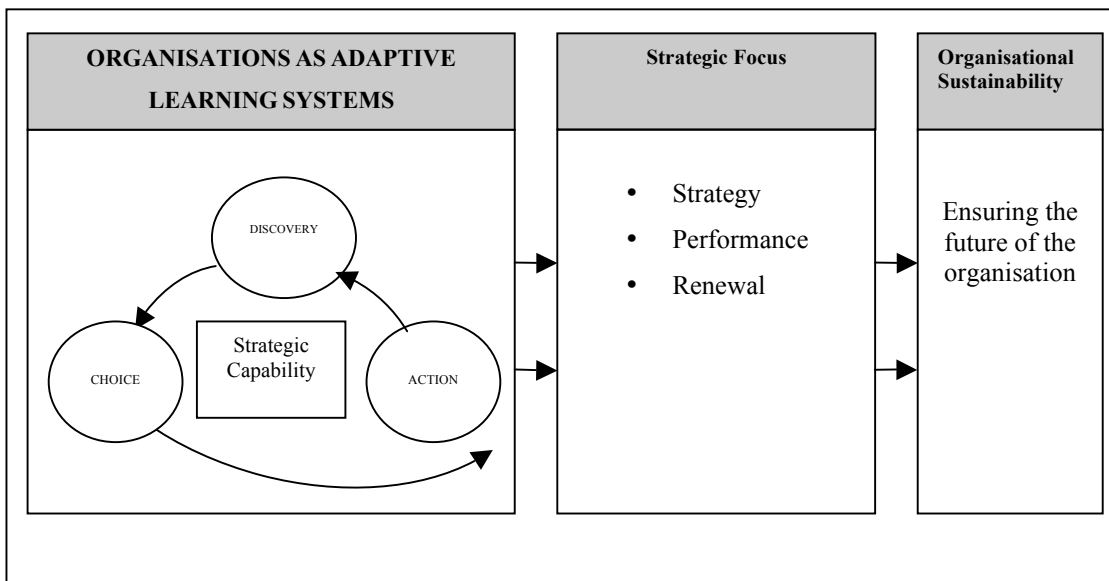 ORGANISATIONS AS ADAPTIVE
LEARNING SYSTEMS
DISCOVERY
CHOICE
Strategic
Capability
ACTION
Strategic Focus
• Strategy
• Performance
• Renewal
Organisational
Sustainability
Ensuring the
future of the
organisation